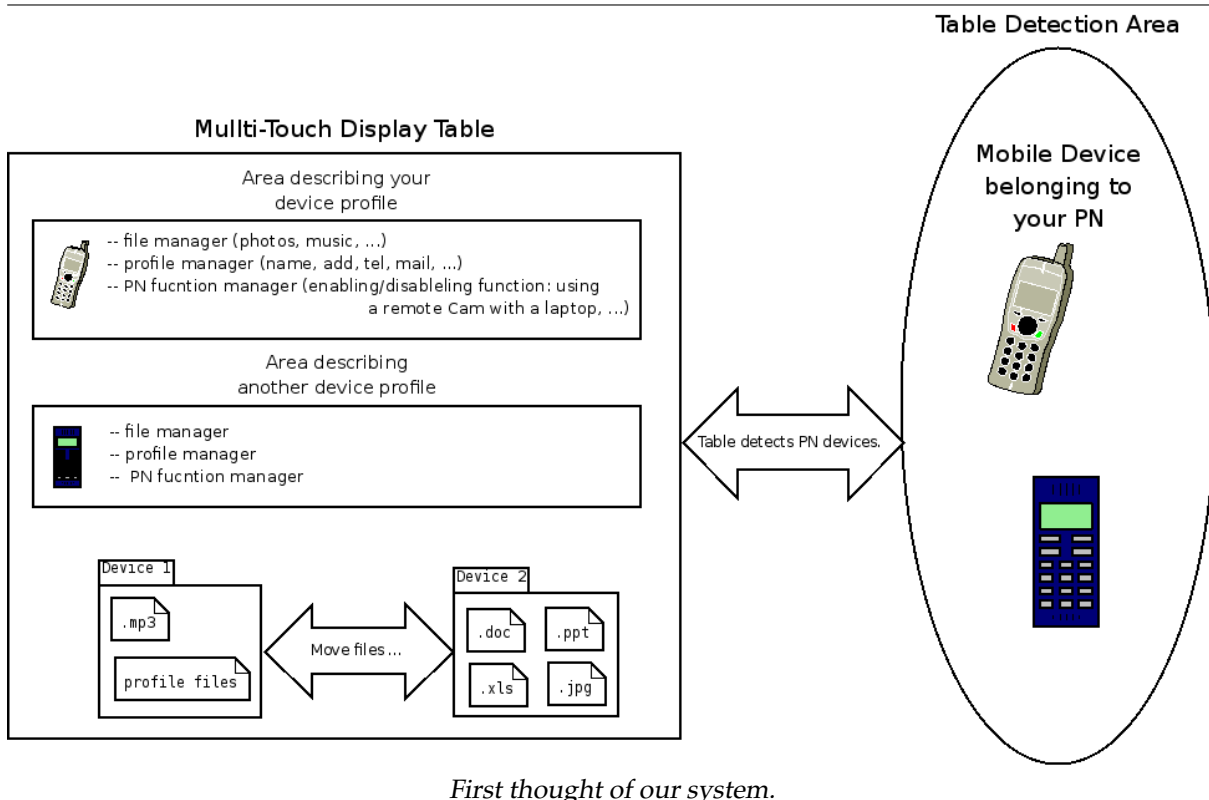 Table Detection Area
Mullti-Touch Display Table
Area describing your
device profile
-- file manager (photos, music, ...)
-- profile manager (name, add, tel, mail, ...)
-- PN fucntion manager (enabling/disableling function: using
a remote Cam with a laptop, ...)
Area describing
another device profile
-- file manager
-- profile manager
-- PN fucntion manager
Device 1
.mp3
profile files
Move files ...
Device 2
.doc
.ppt
.xls
.jpg
Table detects PN devices.
Mobile Device
belonging to
your PN
First thought of our system.